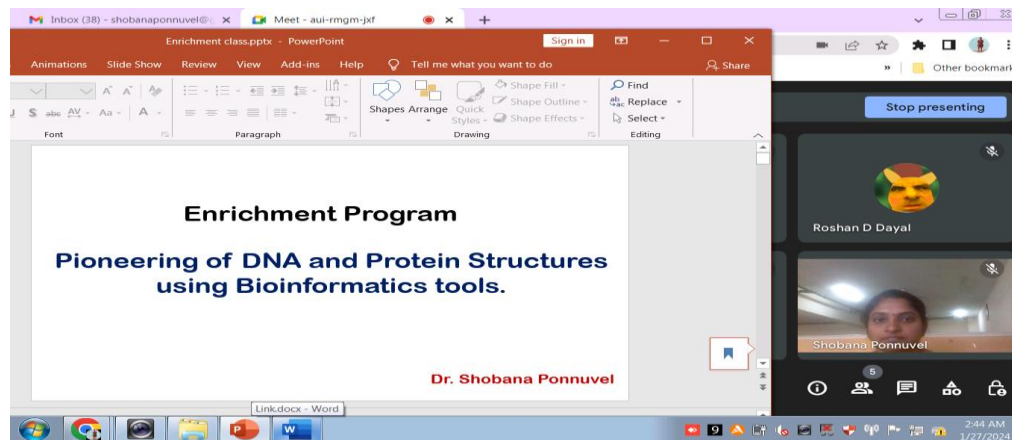 Inbox (38) - shobanaponnuvel@g
Meet - aui-rmgm-jxf
Enrichment class.pptx - PowerPoint
Sign in
Animations Slide Show Review View Add-ins Help Tell me what you want to do
Share
Other bookmark
Shapes Arrange Quick Styles
Shape Fill
Shape Outline
Shape Effects
Find
Replace
Select
Font Paragraph Drawing Editing
Stop presenting
Enrichment Program
Pioneering of DNA and Protein Structures
using Bioinformatics tools.
Dr. Shobana Ponnuvel
Roshan D Dayal
Shobana Ponnuvel
5
Link.docx - Word
2:44 AM
1/27/2024